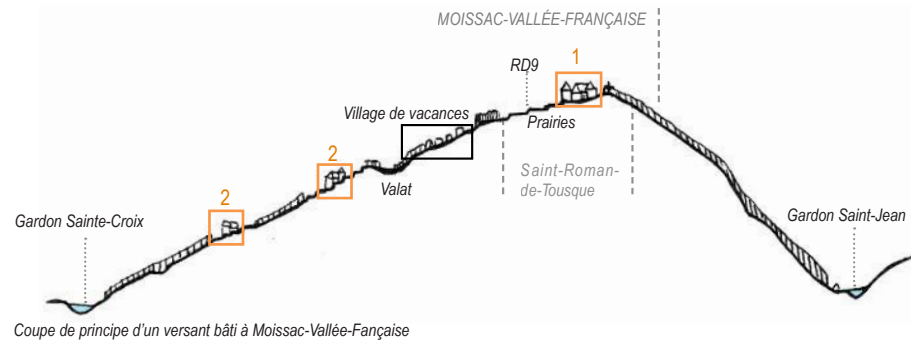 MOISSAC-VALLÉE-FRANÇAISE
1
RD9
Village de vacances
Prairies
2
Saint-Roman-
de-Tousque
Valat
2
Gardon Sainte-Croix
Gardon Saint-Jean
Coupe de principe d'un versant bâti à Moissac-Vallée-Fançaise